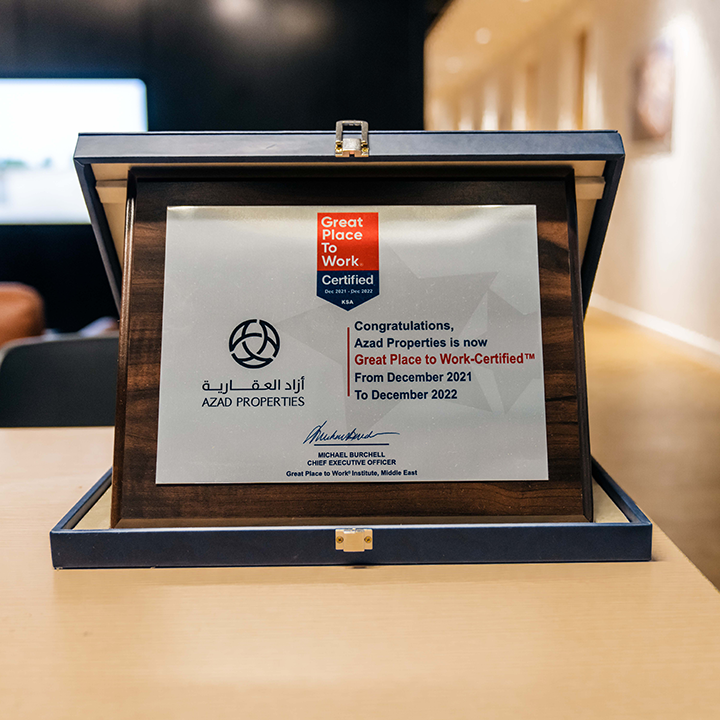 Great
Place
To
Work®
Certified
Dec 2021 - Dec 2022
KSA
أزاد العقــارية
AZAD PROPERTIES
Congratulations,
Azad Properties is now
Great Place to Work-Certified™
From December 2021
To December 2022
MICHAEL BURCHELL
CHIEF EXECUTIVE OFFICER
Great Place to Work® Institute, Middle East